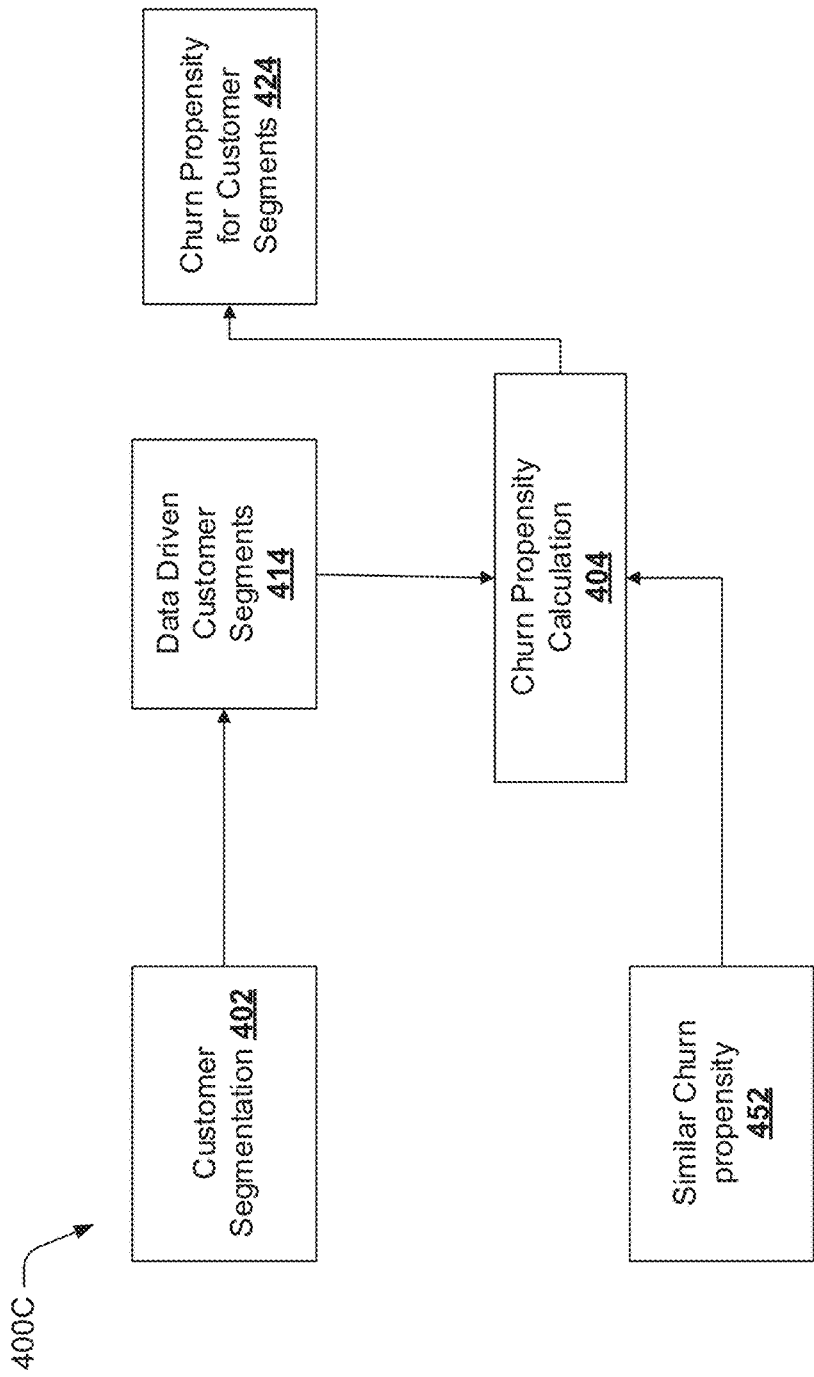 400C
Customer
Segmentation 402
Data Driven
Customer
Segments
414
Churn Propensity
for Customer
Segments 424
Similar Churn
propensity
452
Churn Propensity
Calculation
404